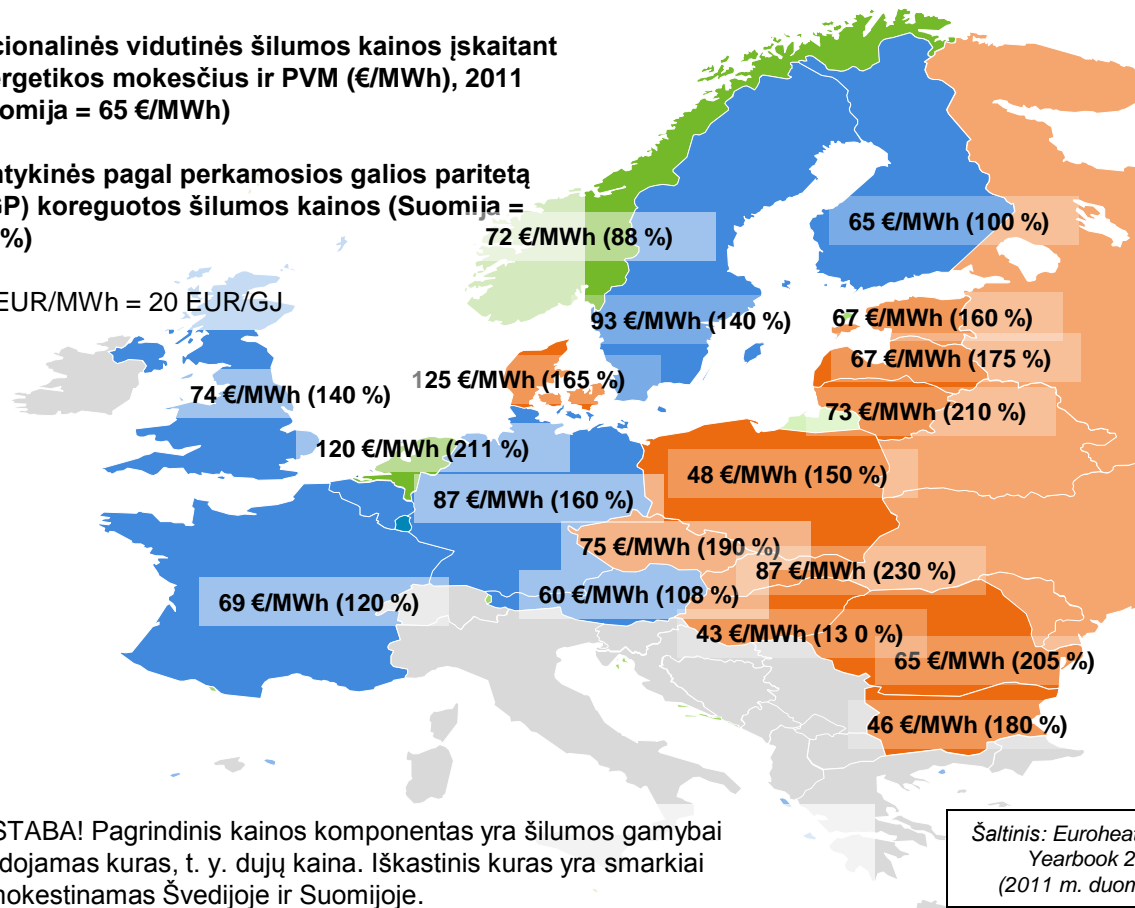 cionalinės vidutinės šilumos kainos įskaitant
ergetikos mokesčius ir PVM (€/MWh), 2011
omija = 65 €/MWh)
ntykinės pagal perkamosios galios paritetą
GP) koreguotos šilumos kainos (Suomija =
%)
EUR/MWh = 20 EUR/GJ
72 €/MWh (88 %)
65 €/MWh (100 %)
93 €/MWh (140 %)
67 €/MWh (160 %)
67 €/MWh (175 %)
125 €/MWh (165 %)
74 €/MWh (140 %)
73 €/MWh (210 %)
120 €/MWh (211 %)
48 €/MWh (150 %)
87 €/MWh (160 %)
75 €/MWh (190 %)
87 €/MWh (230 %)
60 €/MWh (108 %)
69 €/MWh (120 %)
43 €/MWh (13 0 %)
65 €/MWh (205 %)
46 €/MWh (180 %)
STABA! Pagrindinis kainos komponentas yra šilumos gamybai
dojamas kuras, t. y. dujų kaina. Iškastinis kuras yra smarkiai
mokestinamas Švedijoje ir Suomijoje.
Šaltinis: Euroheat
Yearbook 2
(2011 m. duom